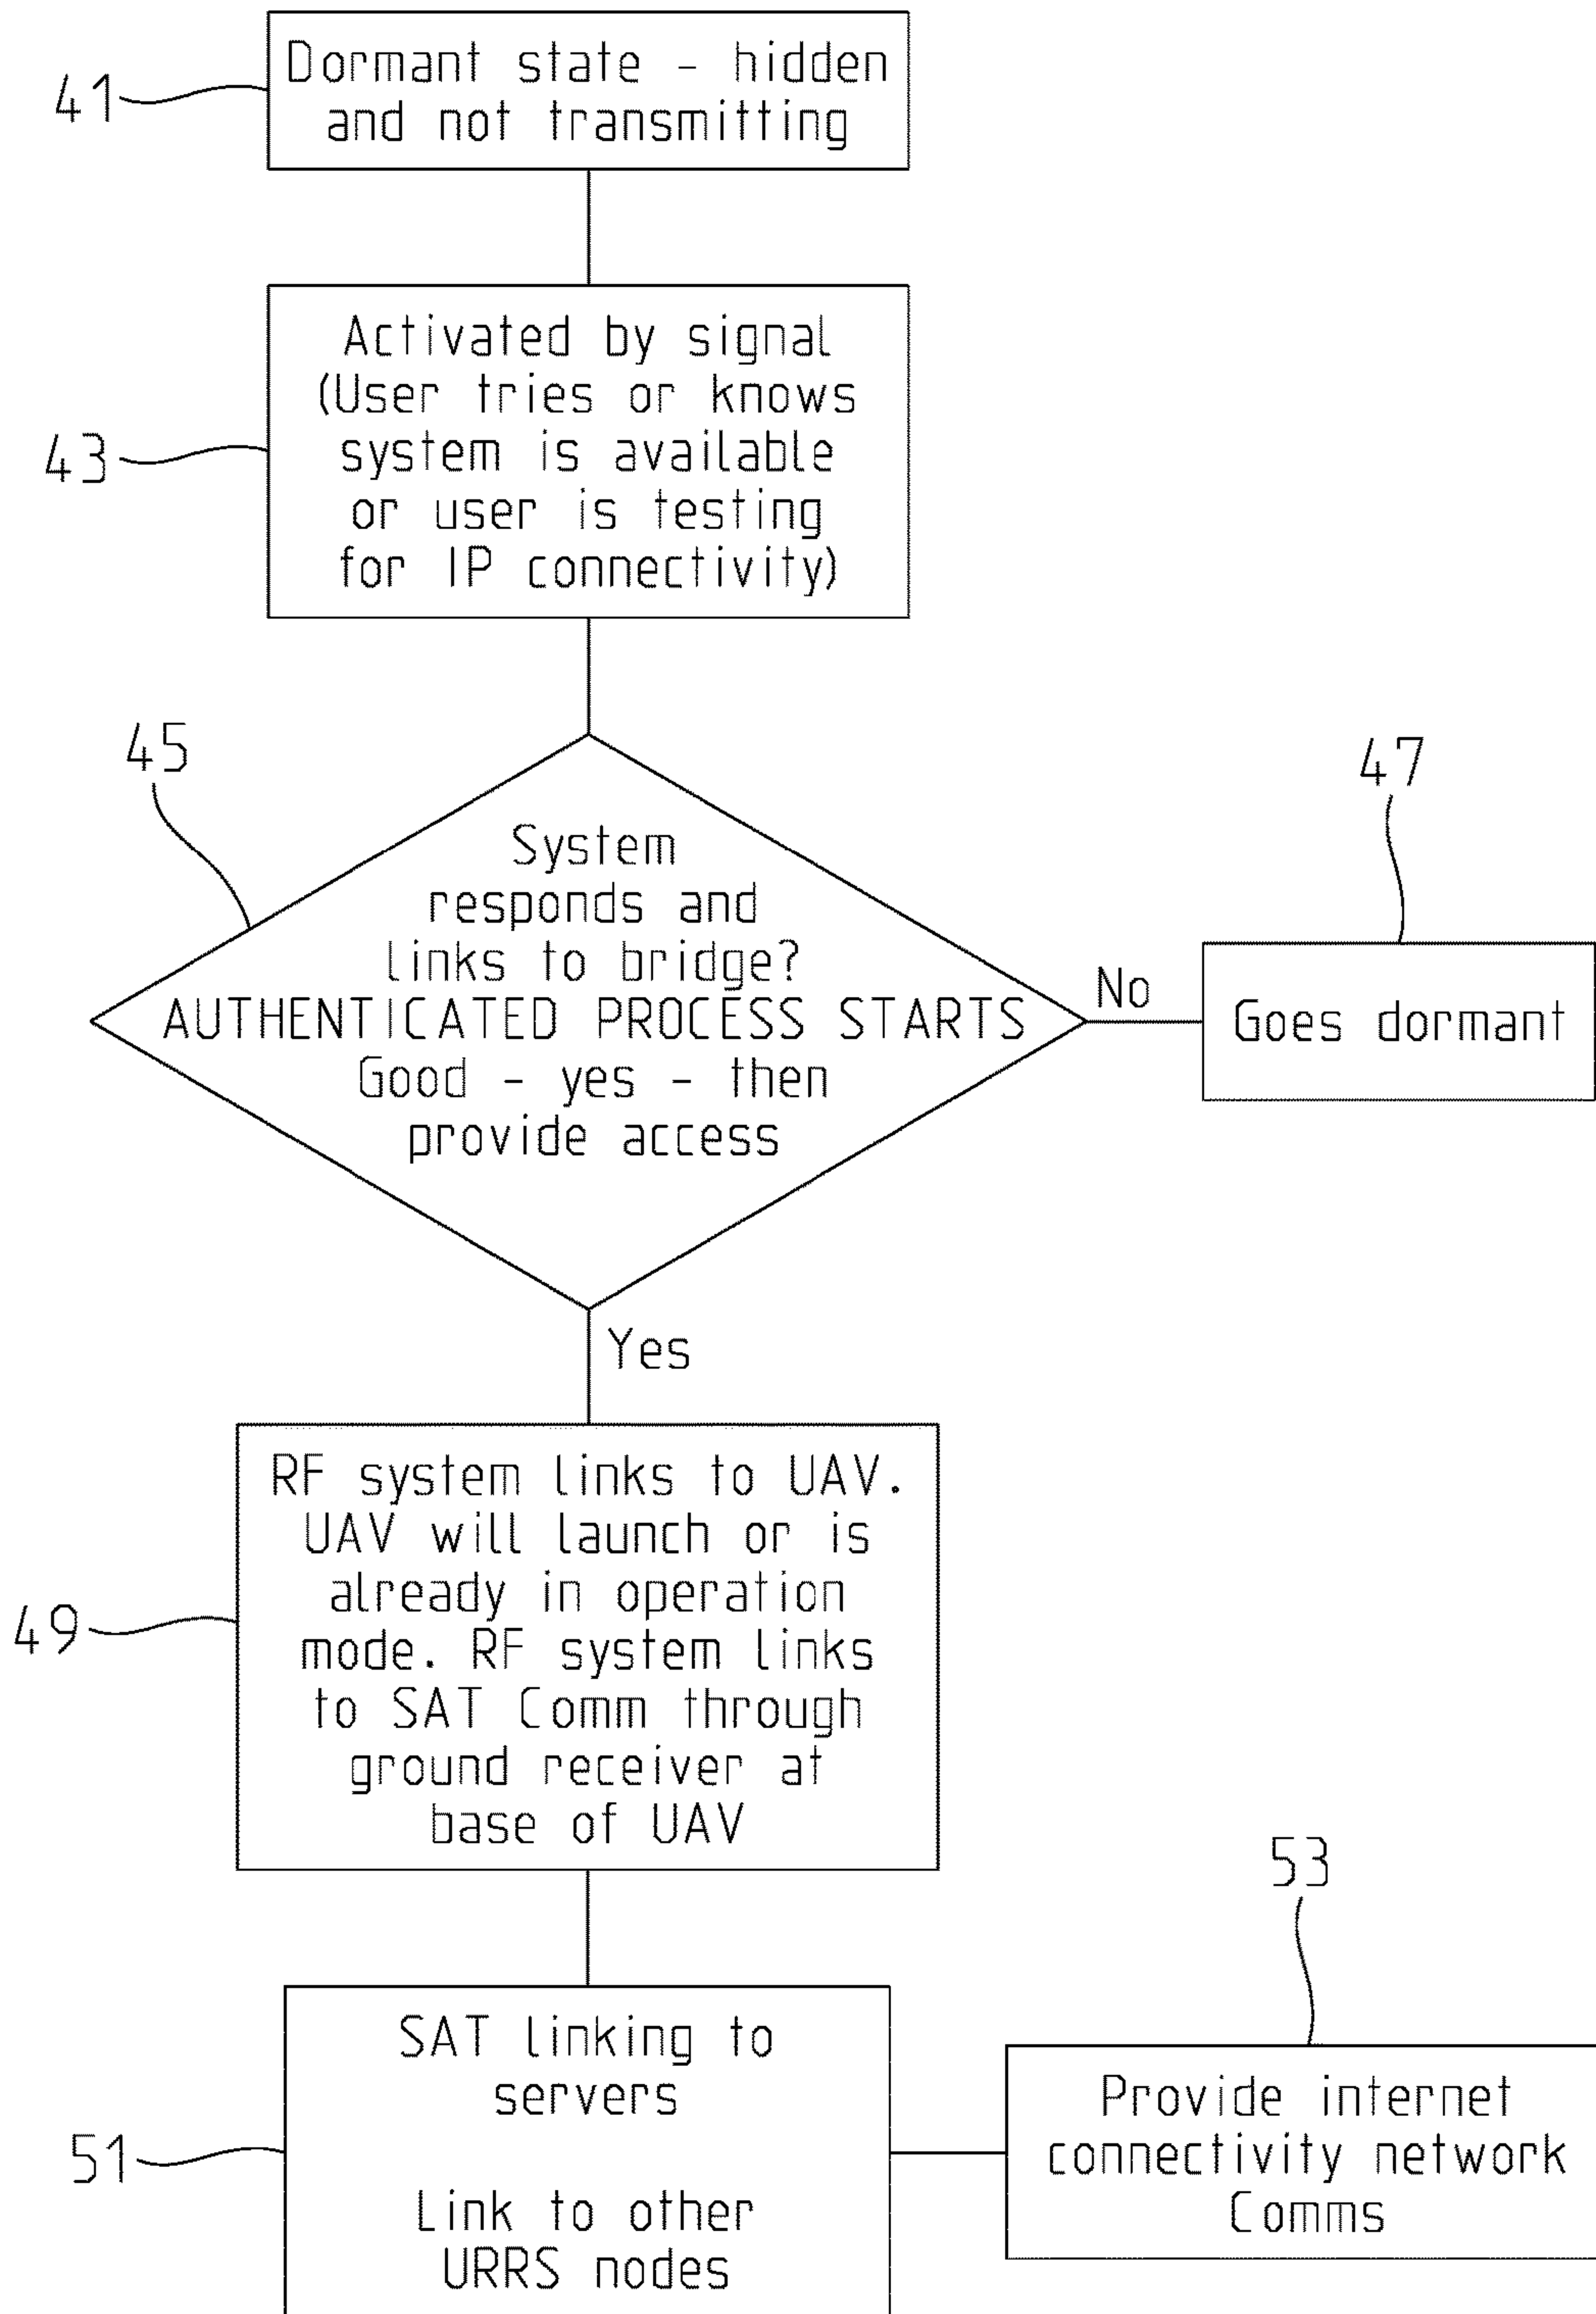 Dormant state - hidden
and not transmitting
41
Activated by signal
(User tries or knows
system is available
or user is testing
for IP connectivity)
43
45
System
responds and
links to bridge?
AUTHENTICATED PROCESS STARTS
Good - yes - then
provide access
No
47
Goes dormant
Yes
RF system links to UAV.
UAV will launch or is
already in operation
mode. RF system links
to SAT Comm through
ground receiver at
base of UAV
49
SAT linking to
servers
Link to other
URRS nodes
51
53
Provide internet
connectivity network
Comms